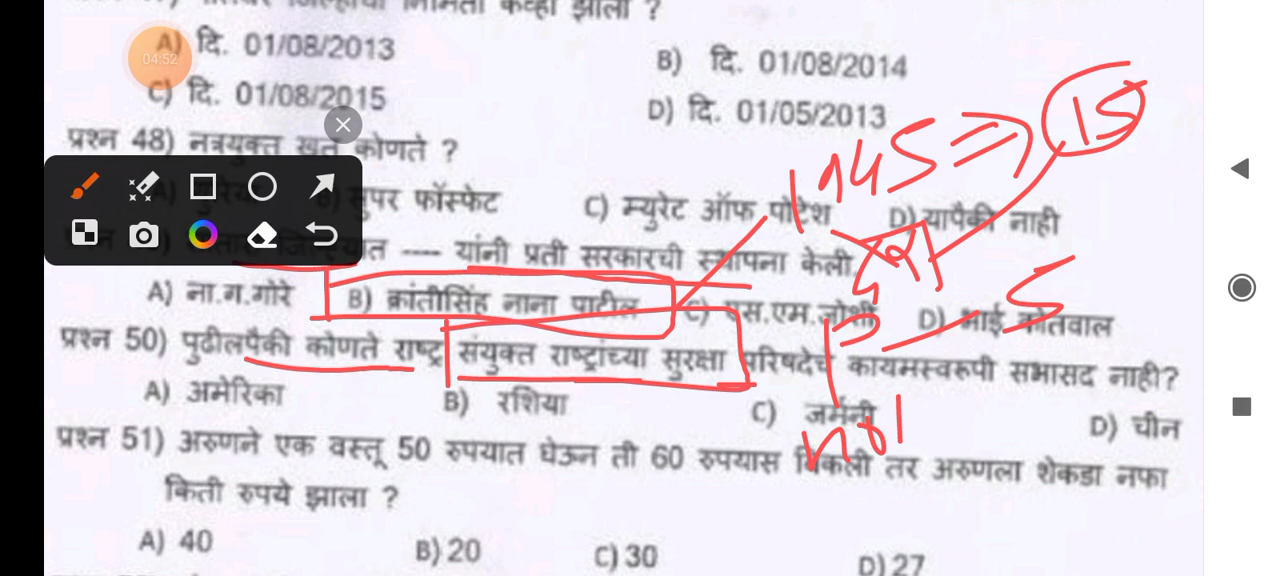 जिल्ह्याची निर्मिती केव्हा झाली ?
A) दि. 01/08/2013 B) दि. 01/08/2014
04:52
C) दि. 01/08/2015 D) दि. 01/05/2013
प्रश्न 48) नत्रयुक्त खत कोणते ?
सुपर फॉस्फेट C) म्युरेट ऑफ पोटॅश D) यापैकी नाही
1945 => 15
---- यांनी प्रती सरकारची स्थापना केली.
A) ना.ग.गोरे B) क्रांतीसिंह नाना पाटील C) एस.एम.जोशी D) भाई कोतवाल
5
प्रश्न 50) पुढीलपैकी कोणते राष्ट्र संयुक्त राष्ट्रांच्या सुरक्षा परिषदेचे कायमस्वरूपी सभासद नाही?
A) अमेरिका B) रशिया C) जर्मनी D) चीन
प्रश्न 51) अरुणने एक वस्तू 50 रुपयात घेऊन ती 60 रुपयास विकली तर अरुणला शेकडा नफा
किती रुपये झाला ?
A) 40 B) 20 C) 30 D) 27